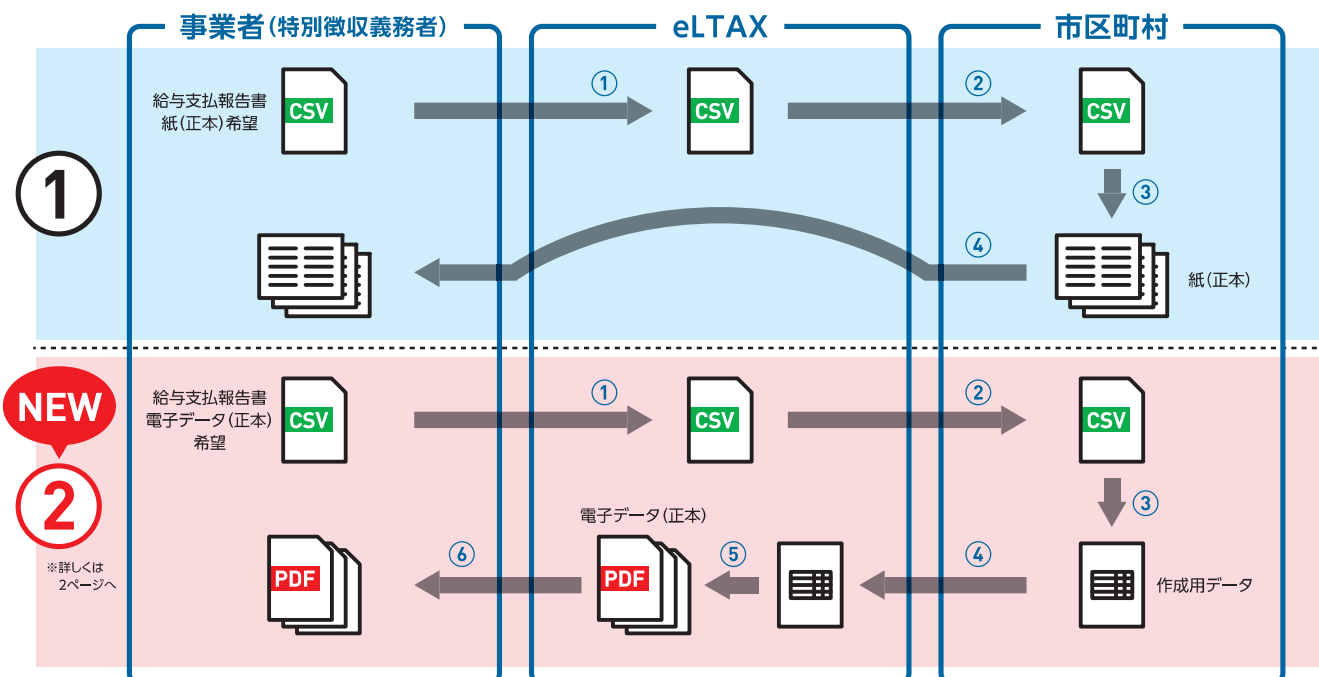 事業者(特別徴収義務者)
eLTAX
市区町村
1
給与支払報告書
紙(正本)希望
CSV
①
CSV
②
CSV
③
④
紙(正本)
NEW
2
※詳しくは
2ページへ
給与支払報告書
電子データ(正本)
希望
CSV
①
CSV
②
CSV
③
電子データ(正本)
PDF
⑥
PDF
⑤
④
作成用データ